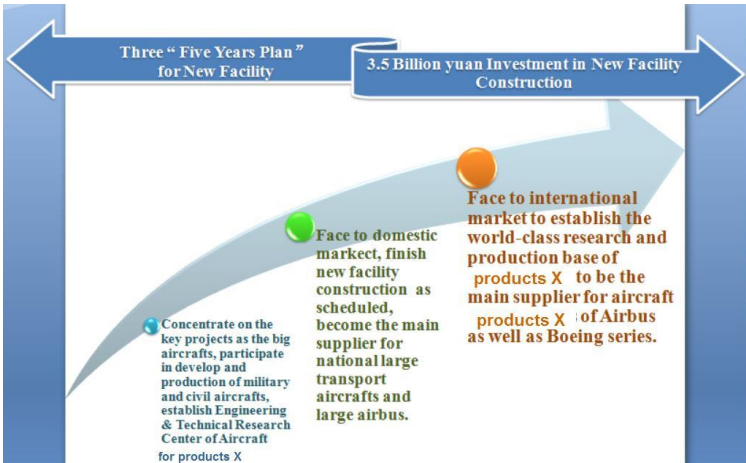 Three “ Five Years Plan ”
for New Facility
3.5 Billion yuan Investment in New Facility
Construction
Concentrate on the
key projects as the big
aircrafts, participate
in develop and
production of military
and civil aircrafts,
establish Engineering
& Technical Research
Center of Aircraft
for products X
Face to domestic
markect, finish
new facility
construction as
scheduled,
become the main
supplier for
national large
transport
aircrafts and
large airbus.
Face to international
market to establish the
world-class research and
production base of
products X to be the
main supplier for aircraft
products X of Airbus
as well as Boeing series.